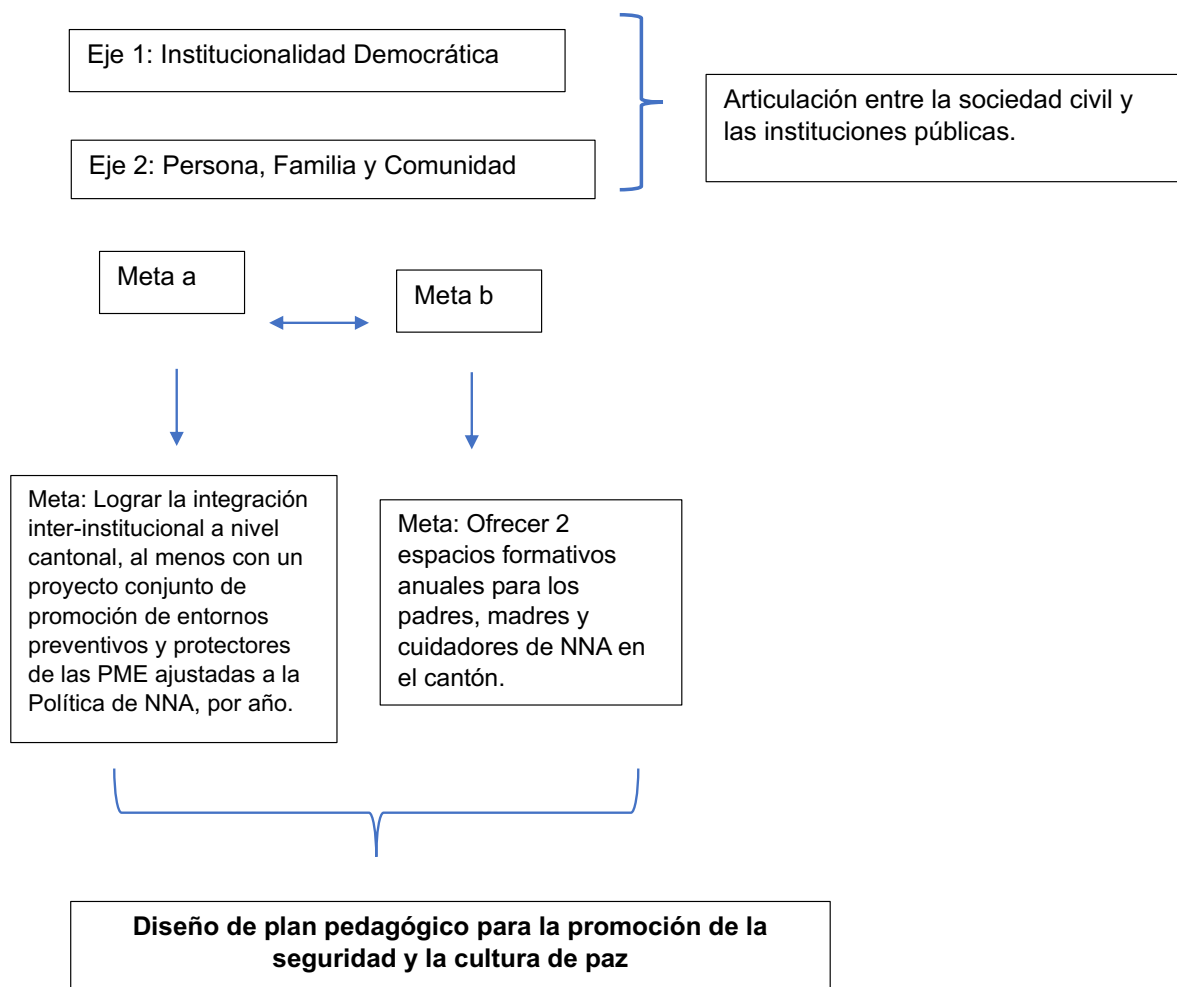 Eje 1: Institucionalidad Democrática
Articulación entre la sociedad civil y
las instituciones públicas.
Eje 2: Persona, Familia y Comunidad
Meta a
Meta b
Meta: Lograr la integración
inter-institucional a nivel
cantonal, al menos con un
proyecto conjunto de
promoción de entornos
preventivos y protectores
de las PME ajustadas a la
Política de NNA, por año.
Meta: Ofrecer 2
espacios formativos
anuales para los
padres, madres y
cuidadores de NNA en
el cantón.
Diseño de plan pedagógico para la promoción de la
seguridad y la cultura de paz